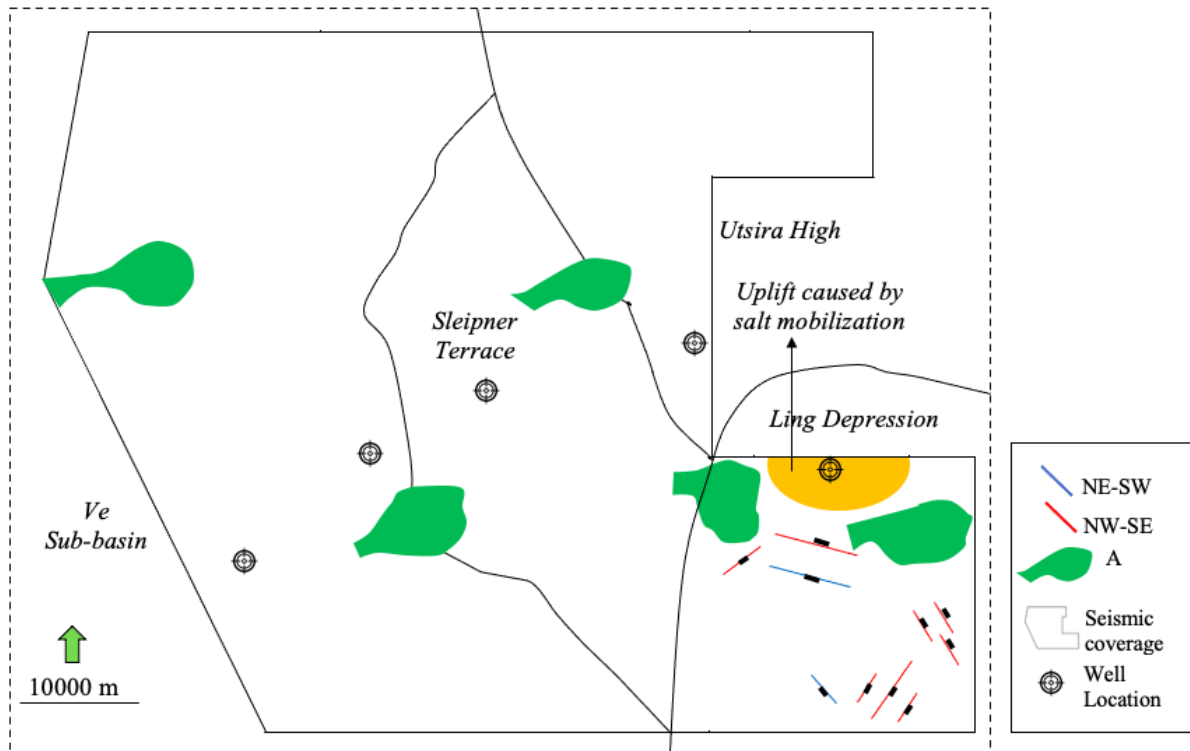 Utsira High
Uplift caused by
salt mobilization
Sleipner
Terrace
Ling Depression
Ve
Sub-basin
10000 m
NE-SW
NW-SE
A
Seismic
coverage
Well
Location